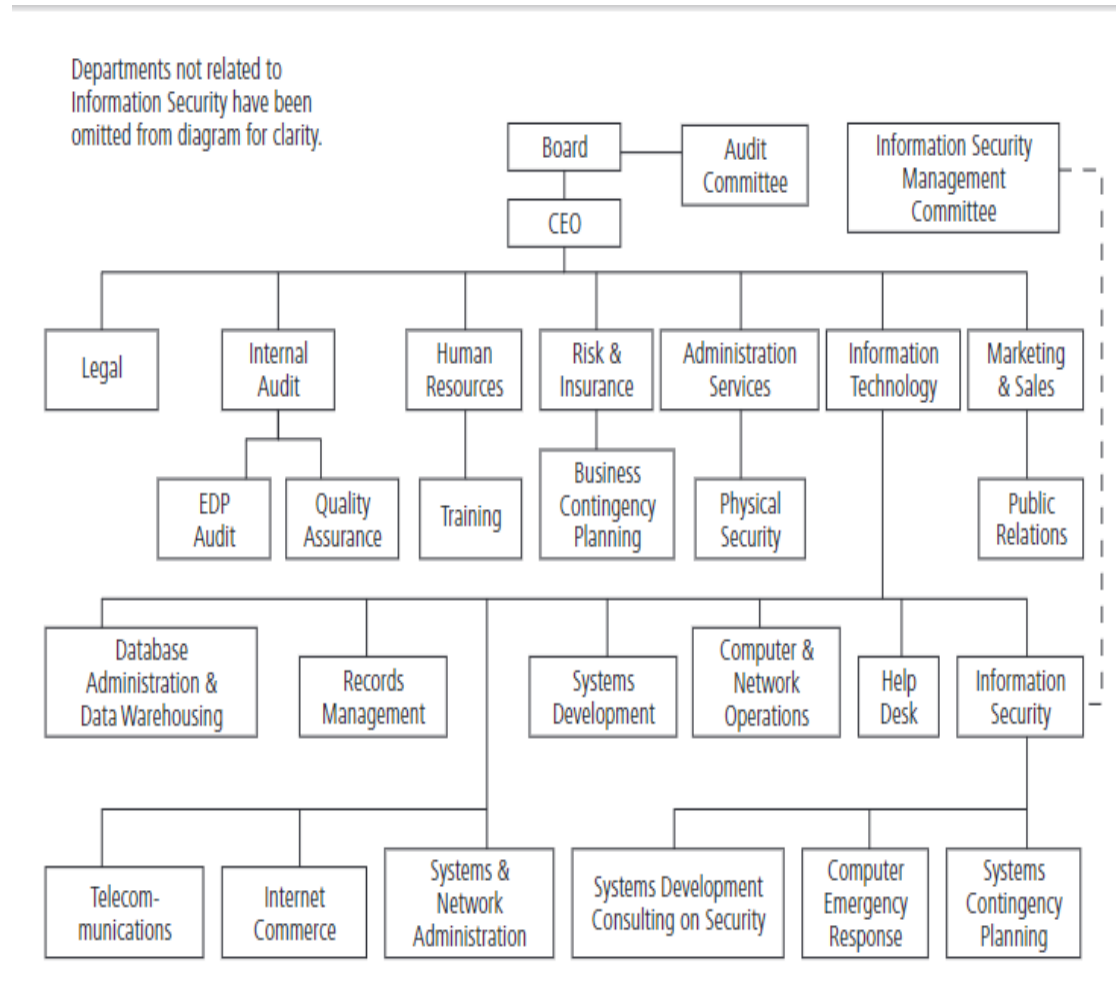 Departments not related to
Information Security have been
omitted from diagram for clarity.
Board
Audit
Committee
Information Security
Management
Committee
CEO
Legal
Internal
Audit
Human
Resources
Risk &
Insurance
Administration
Services
Information
Technology
Marketing
& Sales
EDP
Audit
Quality
Assurance
Training
Business
Contingency
Planning
Physical
Security
Public
Relations
Database
Administration &
Data Warehousing
Records
Management
Systems
Development
Computer &
Network
Operations
Help
Desk
Information
Security
Telecom-
munications
Internet
Commerce
Systems &
Network
Administration
Systems Development
Consulting on Security
Computer
Emergency
Response
Systems
Contingency
Planning